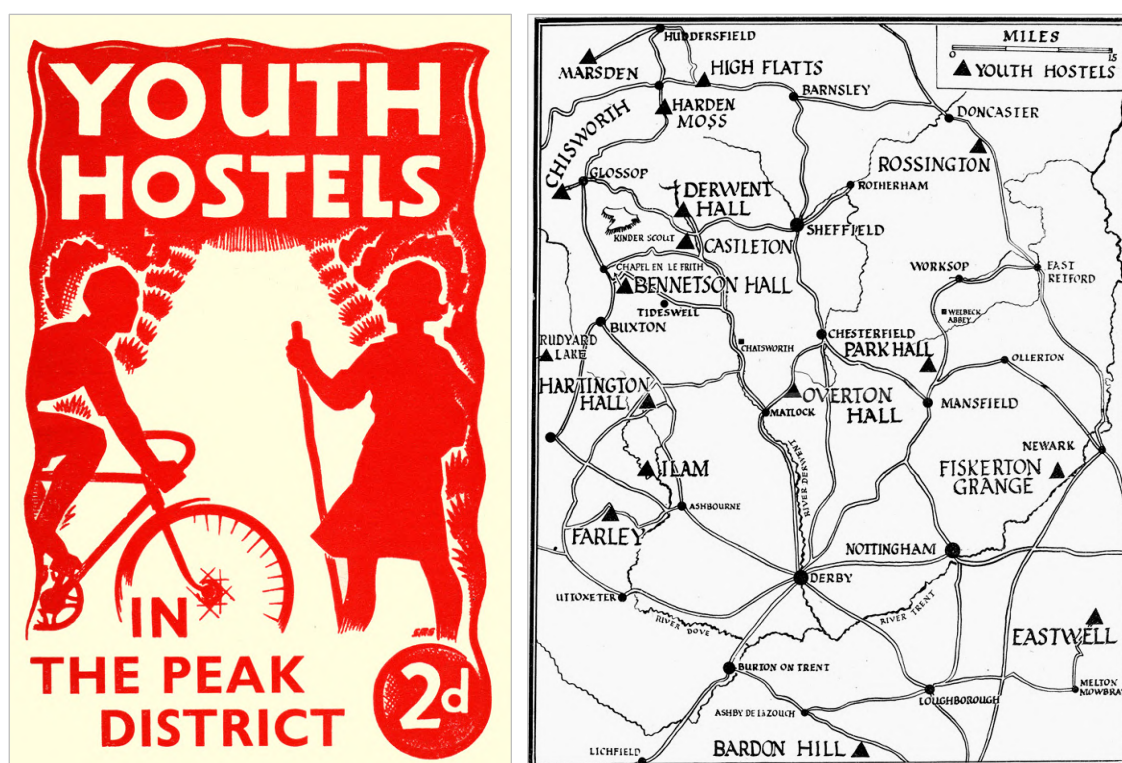 YOUTH
HOSTELS
IN
THE PEAK
DISTRICT
SMG
2d
MILES
0 15
YOUTH HOSTELS
HUDDERSFIELD
MARSDEN
HIGH FLATTS
BARNSLEY
HARDEN
MOSS
DONCASTER
CHISWORTH
ROSSINGTON
GLOSSOP
DERWENT
HALL
ROTHERHAM
KINDER SCOUT
SHEFFIELD
CASTLETON
CHAPEL EN LE FRITH
WORKSOP
EAST
RETFORD
BENNETSON HALL
TIDESWELL
WELBECK
ABBEY
BUXTON
RUDYARD
LAKE
CHATSWORTH
CHESTERFIELD
PARK HALL
OLLERTON
HARTINGTON
HALL
OVERTON
HALL
MATLOCK
MANSFIELD
NEWARK
ILAM
RIVER DERWENT
FISKERTON
GRANGE
ASHBOURNE
FARLEY
NOTTINGHAM
DERBY
UTTOXETER
RIVER DOVE
RIVER TRENT
EASTWELL
BURTON ON TRENT
MELTON
MOWBRAY
LOUGHBOROUGH
ASHBY DE LA ZOUCH
LICHFIELD
BARDON HILL